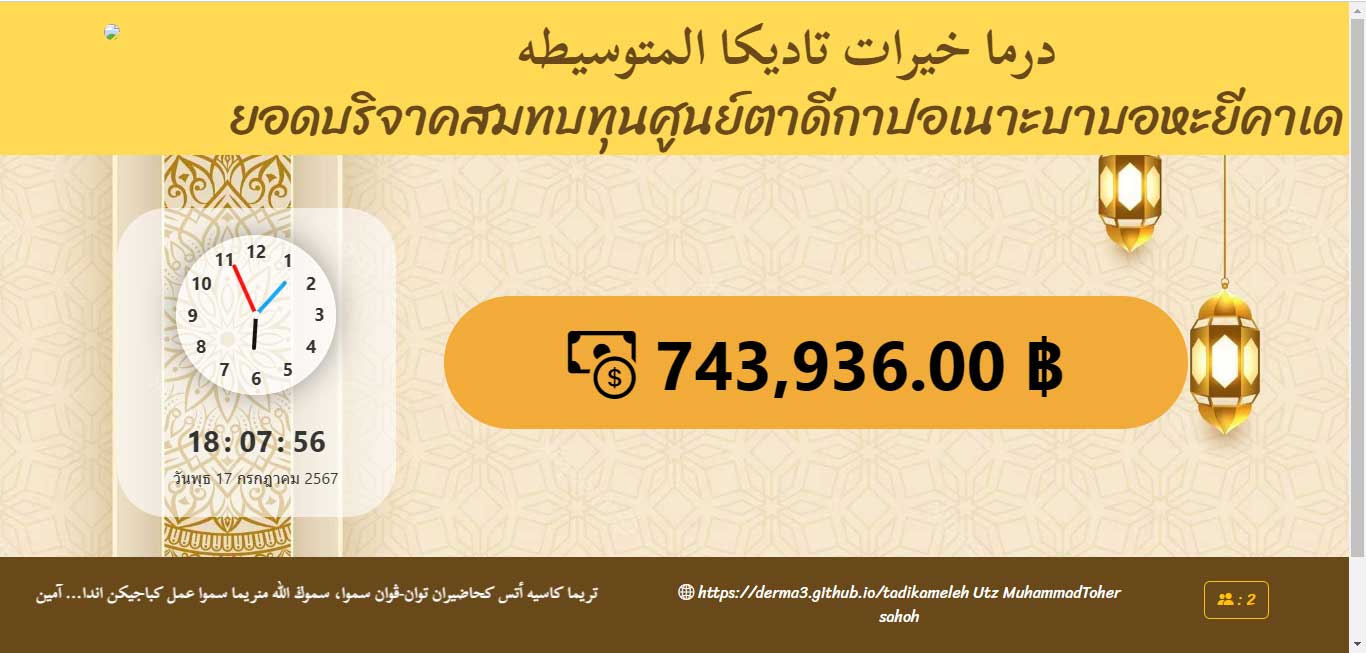 درما خيرات تاديكا المتوسيطه
ยอดบริจาคสมทบทุนศูนย์ตาดีกาปอเนาะบาบอหะยีคาเด
12
1
2
3
4
5
6
7
8
9
10
11
18 : 07 : 56
วันพุธ 17 กรกฎาคม 2567
$ 743,936.00 ฿
تريما كاسيه أتس كحاضيران توان-ڤوان سموا، سموݢ الله منريما سموا عمل كباجيكن اندا... آمين
https://derma3.github.io/tadikameleh Utz MuhammadToher
sahoh
: 2